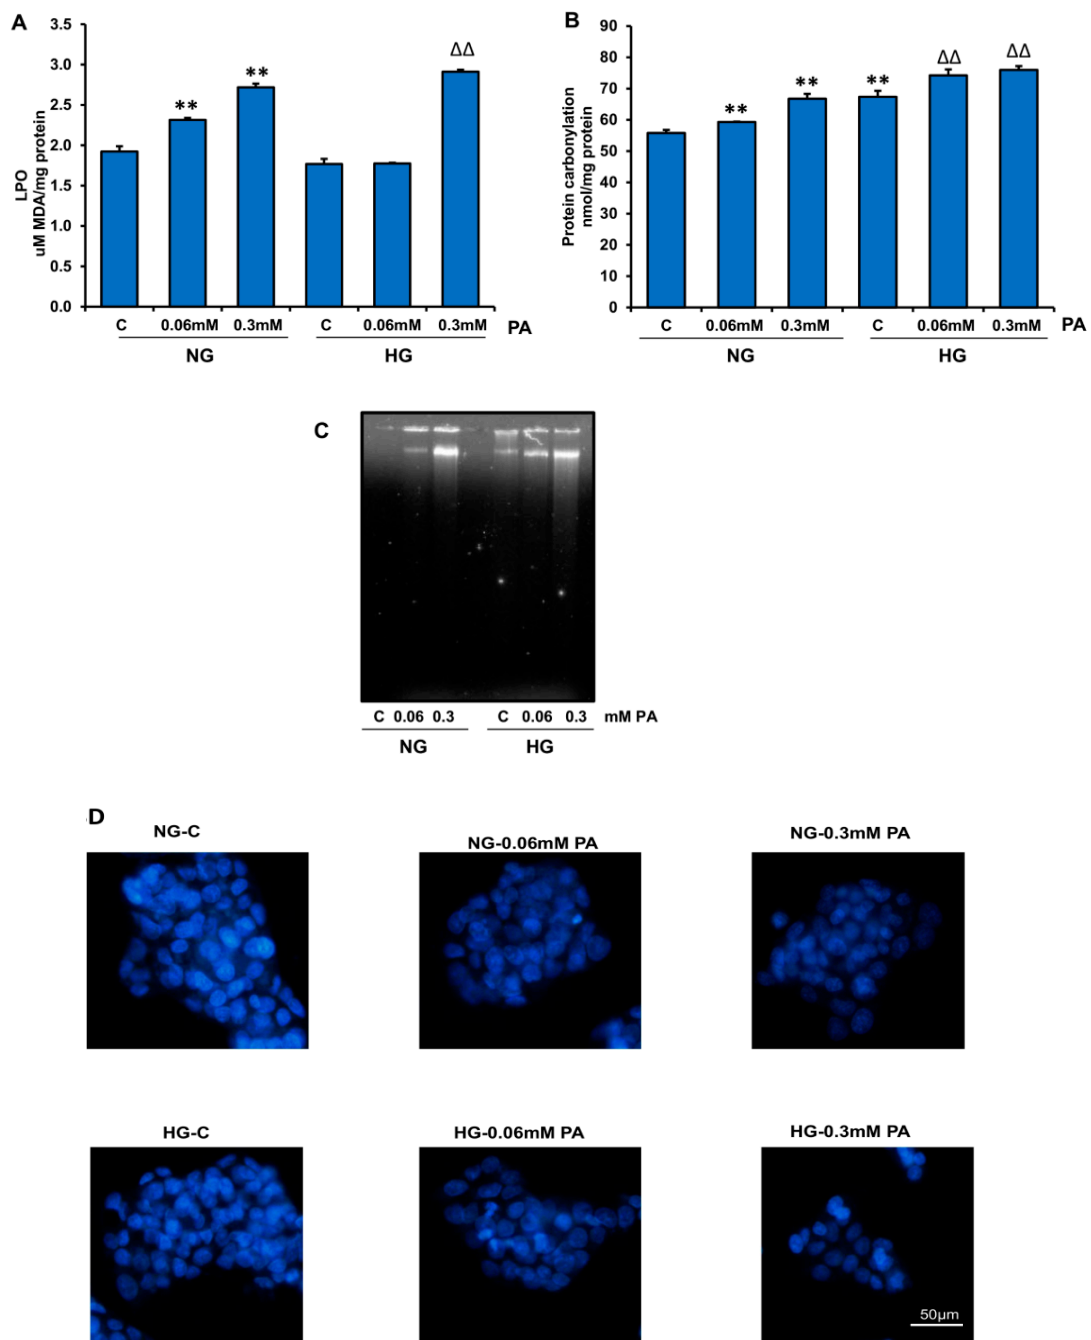 A
3.5
3.0
2.5
2.0
1.5
1.0
0.5
0.0
LPO
uM MDA/mg protein
**
**
ΔΔ
C 0.06mM 0.3mM C 0.06mM 0.3mM PA
NG HG
B
90
80
70
60
50
40
30
20
10
0
Protein carbonylation
nmol/mg protein
**
**
**
ΔΔ
ΔΔ
C 0.06mM 0.3mM C 0.06mM 0.3mM PA
NG HG
C
C 0.06 0.3 C 0.06 0.3 mM PA
NG HG
D
NG-C
NG-0.06mM PA
NG-0.3mM PA
HG-C
HG-0.06mM PA
HG-0.3mM PA
50μm